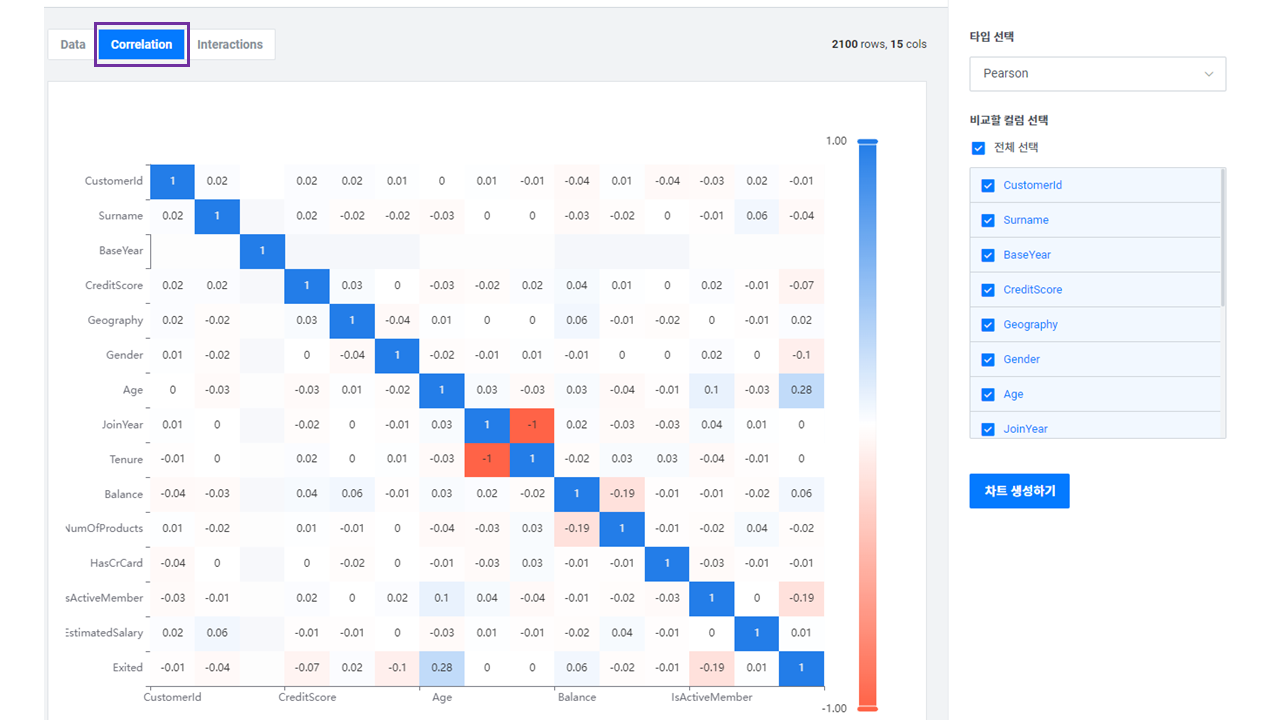 Data Correlation Interactions 2100 rows, 15 cols
1.00
CustomerId 1 0.02 0.02 0.02 0.01 0 0.01 -0.01 -0.04 0.01 -0.04 -0.03 0.02 -0.01
Surname 0.02 1 0.02 -0.02 -0.02 -0.03 0 0 -0.03 -0.02 0 -0.01 0.06 -0.04
BaseYear 1
CreditScore 0.02 0.02 1 0.03 0 -0.03 -0.02 0.02 0.04 0.01 0 0.02 -0.01 -0.07
Geography 0.02 -0.02 0.03 1 -0.04 0.01 0 0 0.06 -0.01 -0.02 0 -0.01 0.02
Gender 0.01 -0.02 0 -0.04 1 -0.02 -0.01 0.01 -0.01 0 0 0.02 0 -0.1
Age 0 -0.03 -0.03 0.01 -0.02 1 0.03 -0.03 0.03 -0.04 -0.01 0.1 -0.03 0.28
JoinYear 0.01 0 -0.02 0 -0.01 0.03 1 -1 0.02 -0.03 -0.03 0.04 0.01 0
Tenure -0.01 0 0.02 0 0.01 -0.03 -1 1 -0.02 0.03 0.03 -0.04 -0.01 0
Balance -0.04 -0.03 0.04 0.06 -0.01 0.03 0.02 -0.02 1 -0.19 -0.01 -0.01 -0.02 0.06
NumOfProducts 0.01 -0.02 0.01 -0.01 0 -0.04 -0.03 0.03 -0.19 1 -0.01 -0.02 0.04 -0.02
HasCrCard -0.04 0 0 -0.02 0 -0.01 -0.03 0.03 -0.01 -0.01 1 -0.03 -0.01 -0.01
sActiveMember -0.03 -0.01 0.02 0 0.02 0.1 0.04 -0.04 -0.01 -0.02 -0.03 1 0 -0.19
EstimatedSalary 0.02 0.06 -0.01 -0.01 0 -0.03 0.01 -0.01 -0.02 0.04 -0.01 0 1 0.01
Exited -0.01 -0.04 -0.07 0.02 -0.1 0.28 0 0 0.06 -0.02 -0.01 -0.19 0.01 1
CustomerId CreditScore Age Balance IsActiveMember
-1.00
타입 선택
Pearson
비교할 컬럼 선택
전체 선택
CustomerId
Surname
BaseYear
CreditScore
Geography
Gender
Age
JoinYear
차트 생성하기